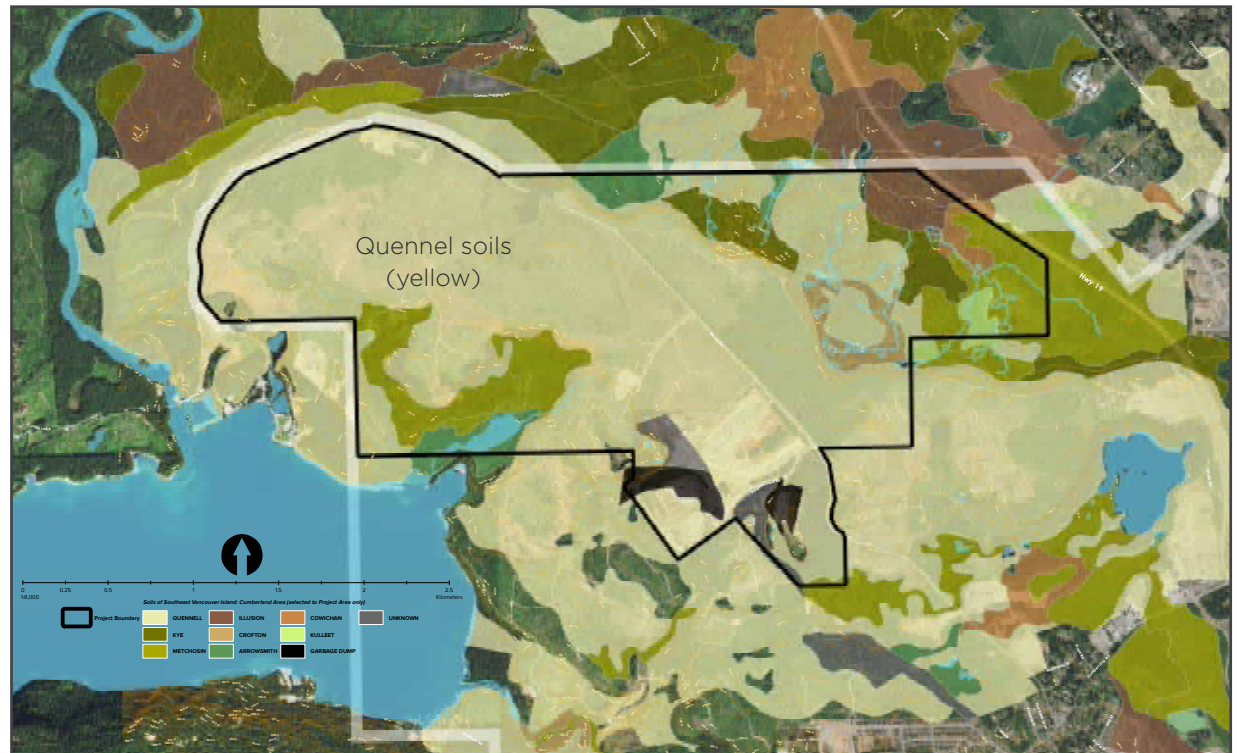 Quennel soils
(yellow)
Hwy 19
0
0.25
0.5
1
1.5
2
2.5
18,000
Kilometers
Soils of Southeast Vancouver Island: Cumberland Area (selected to Project Area only)
Project Boundary
QUENNELL
ILLUSION
COWICHAN
UNKNOWN
KYE
CROFTON
KULLEET
METCHOSIN
ARROWSMITH
GARBAGE DUMP